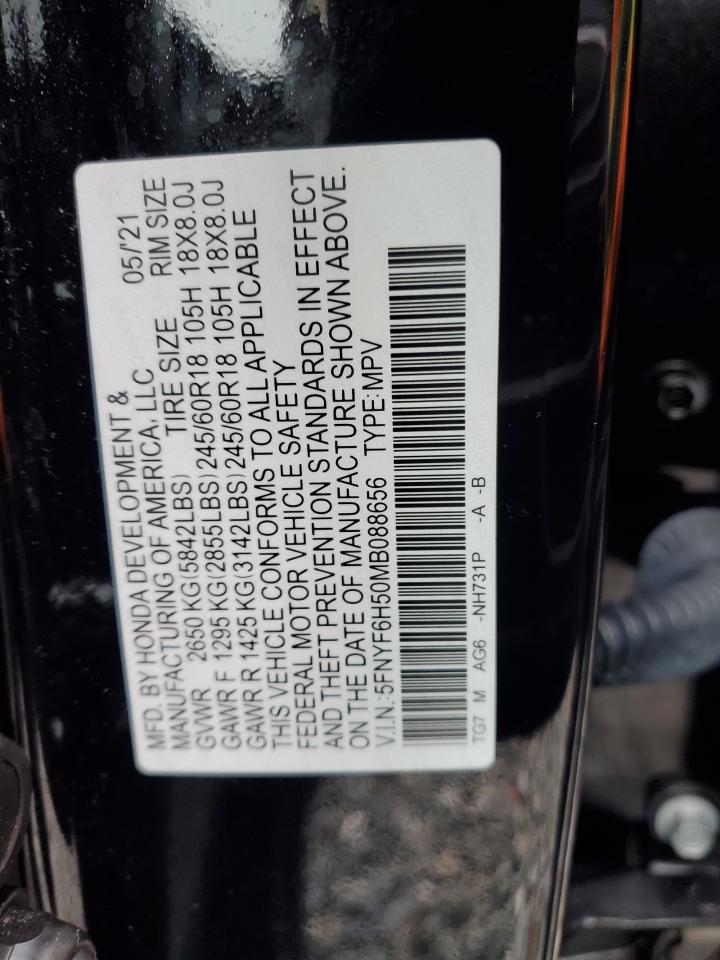 MFD. BY HONDA DEVELOPMENT &
MANUFACTURING OF AMERICA, LLC 05/'21
GVWR 2650 KG(5842LBS) TIRE SIZE RIM SIZE
GAWR F 1295 KG(2855LBS) 245/60R18 105H 18X8.0J
GAWR R 1425 KG(3142LBS) 245/60R18 105H 18X8.0J
THIS VEHICLE CONFORMS TO ALL APPLICABLE
FEDERAL MOTOR VEHICLE SAFETY
AND THEFT PREVENTION STANDARDS IN EFFECT
ON THE DATE OF MANUFACTURE SHOWN ABOVE.
V.I.N.:5FNYF6H50MB088656 TYPE:MPV
TG7 M AG6 -NH731P -A -B